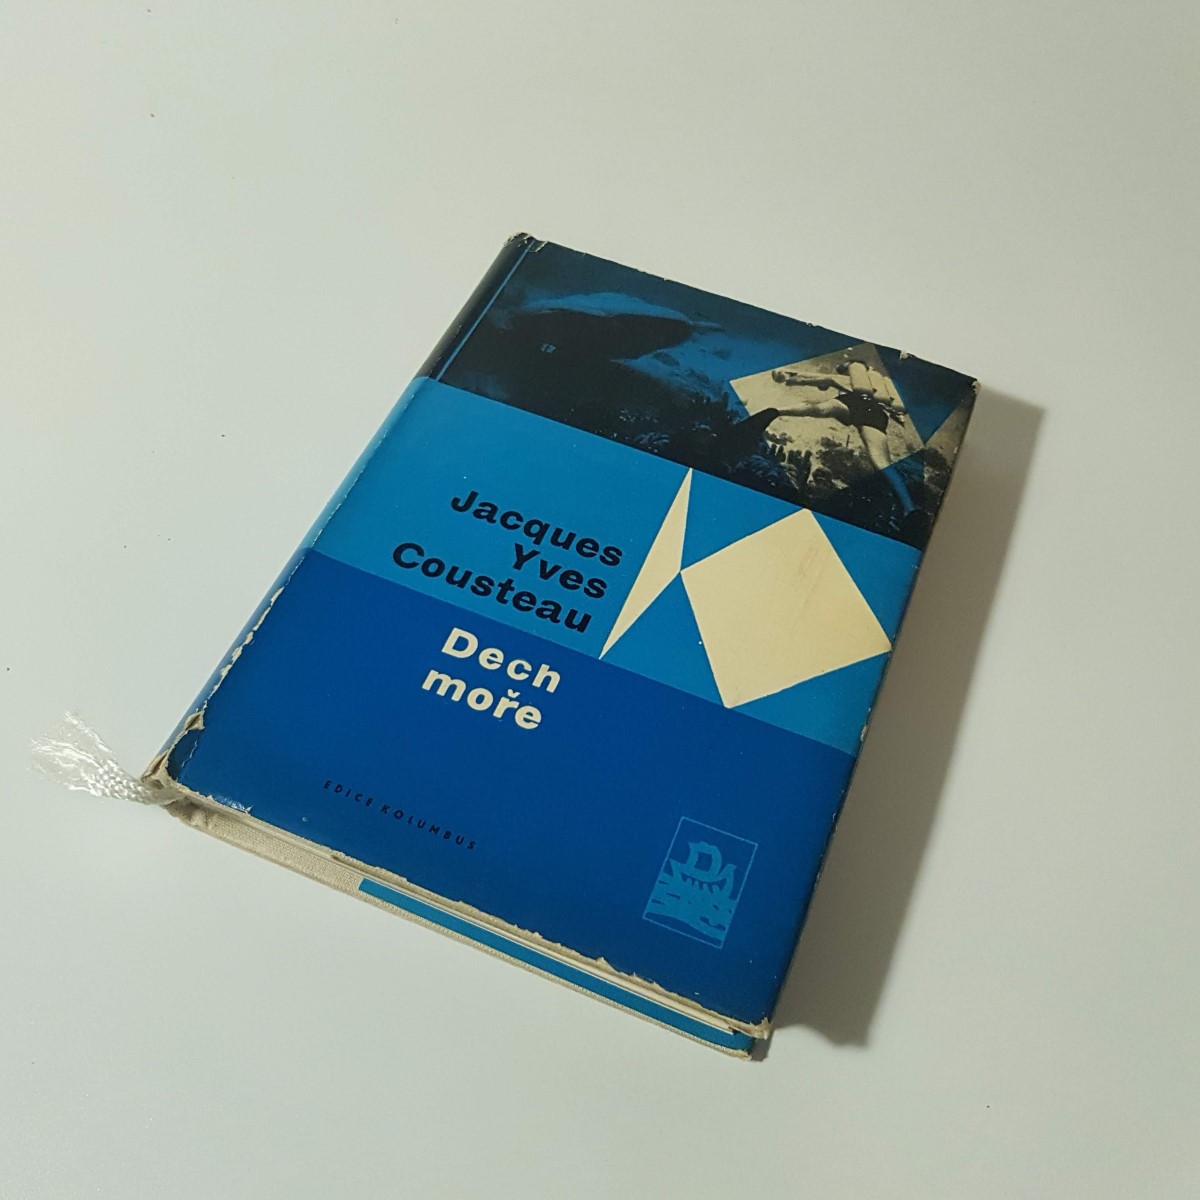 Jacques
Yves
Cousteau
Dech
moře
EDICE KOLUMBUS